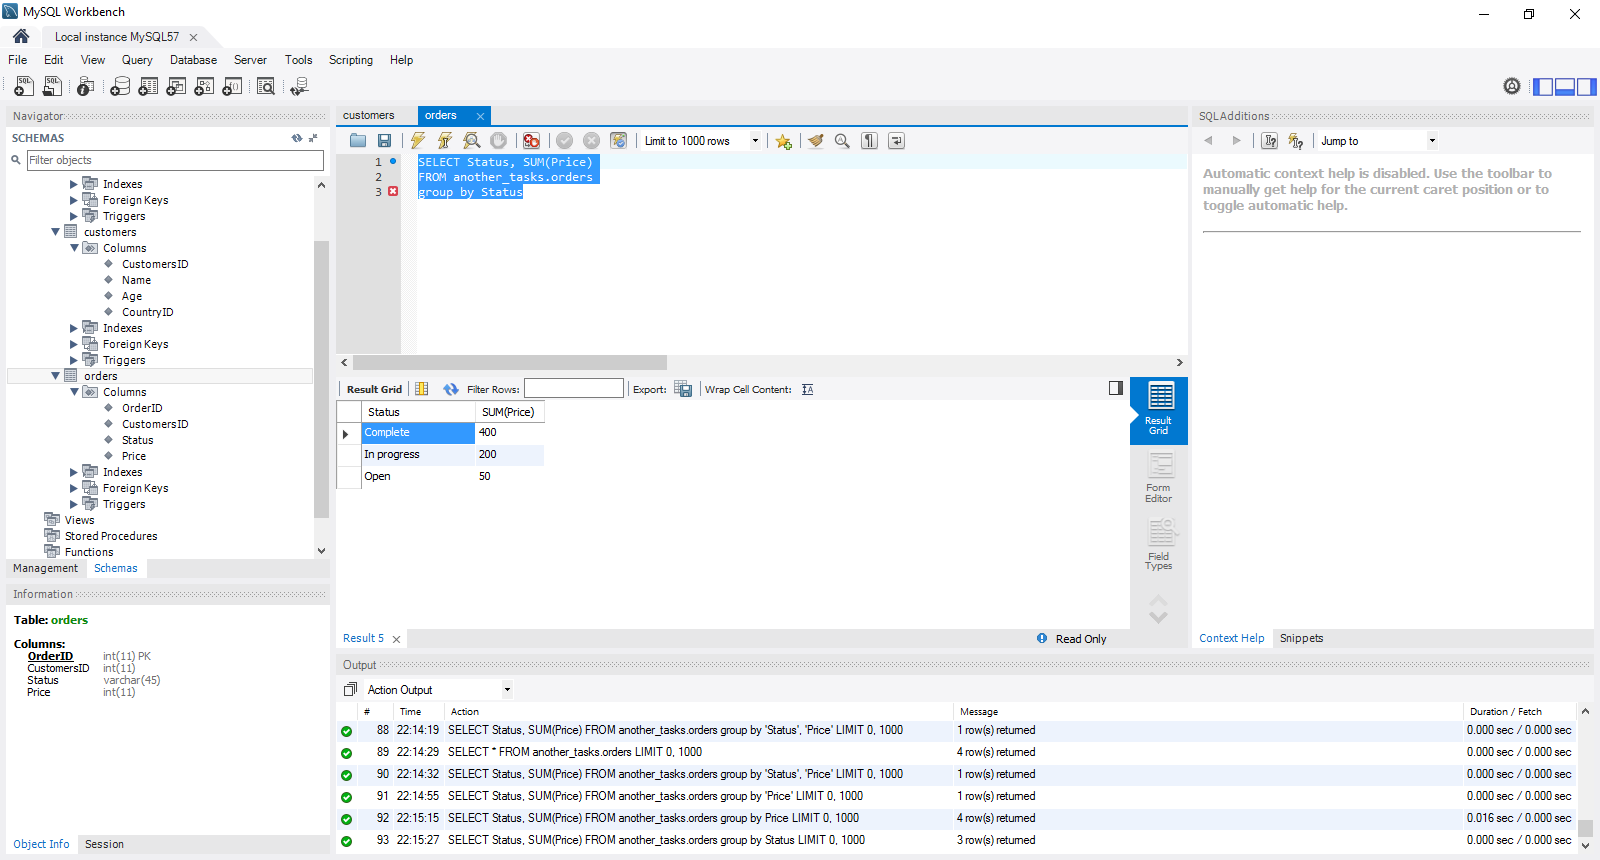 MySQL Workbench
Local instance MySQL57
File Edit View Query Database Server Tools Scripting Help
Navigator
SCHEMAS
Filter objects
Indexes
Foreign Keys
Triggers
customers
Columns
CustomersID
Name
Age
CountryID
Indexes
Foreign Keys
Triggers
orders
Columns
OrderID
CustomersID
Status
Price
Indexes
Foreign Keys
Triggers
Views
Stored Procedures
Functions
Management Schemas
Information
Table: orders
Columns:
OrderID int(11) PK
CustomersID int(11)
Status varchar(45)
Price int(11)
Object Info Session
customers orders
Limit to 1000 rows
1 SELECT Status, SUM(Price)
2 FROM another_tasks.orders
3 group by Status
Result Grid Filter Rows: Export: Wrap Cell Content:
Status SUM(Price)
Complete 400
In progress 200
Open 50
Result
Grid
Form
Editor
Field
Types
Result 5
Read Only
SQLAdditions
Jump to
Automatic context help is disabled. Use the toolbar to
manually get help for the current caret position or to
toggle automatic help.
Context Help Snippets
Output
Action Output
# Time Action Message Duration / Fetch
88 22:14:19 SELECT Status, SUM(Price) FROM another_tasks.orders group by 'Status', 'Price' LIMIT 0, 1000 1 row(s) returned 0.000 sec / 0.000 sec
89 22:14:29 SELECT * FROM another_tasks.orders LIMIT 0, 1000 4 row(s) returned 0.000 sec / 0.000 sec
90 22:14:32 SELECT Status, SUM(Price) FROM another_tasks.orders group by 'Status', 'Price' LIMIT 0, 1000 1 row(s) returned 0.000 sec / 0.000 sec
91 22:14:55 SELECT Status, SUM(Price) FROM another_tasks.orders group by 'Price' LIMIT 0, 1000 1 row(s) returned 0.000 sec / 0.000 sec
92 22:15:15 SELECT Status, SUM(Price) FROM another_tasks.orders group by Price LIMIT 0, 1000 4 row(s) returned 0.016 sec / 0.000 sec
93 22:15:27 SELECT Status, SUM(Price) FROM another_tasks.orders group by Status LIMIT 0, 1000 3 row(s) returned 0.000 sec / 0.000 sec